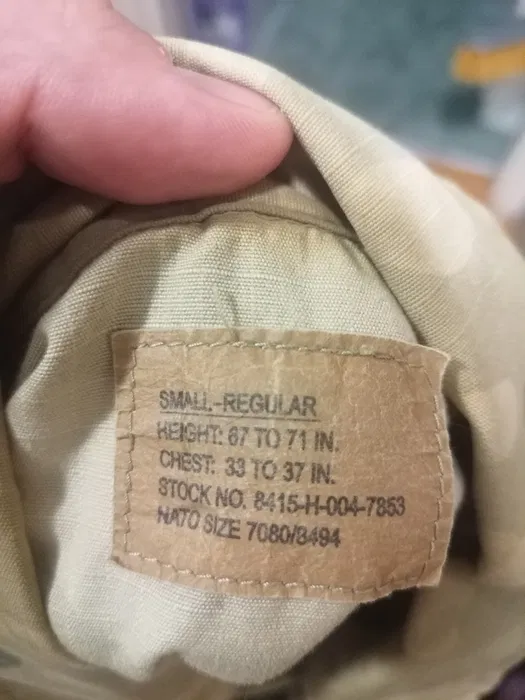 SMALL-REGULAR
HEIGHT: 67 TO 71 IN.
CHEST: 33 TO 37 IN.
STOCK NO. 8415-H-004-7853
NATO SIZE 7080/8494